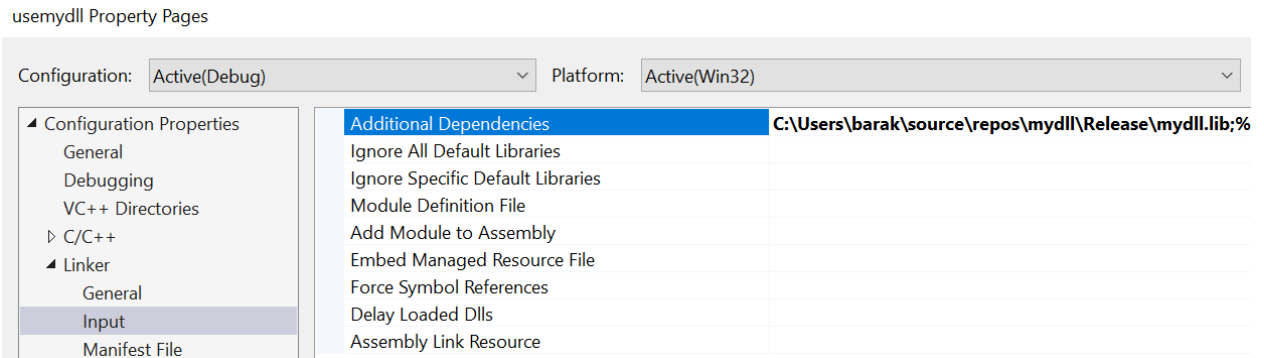 usemydll Property Pages
Configuration: Active(Debug) Platform: Active(Win32)
Configuration Properties
General
Debugging
VC++ Directories
C/C++
Linker
General
Input
Manifest File
Additional Dependencies C:\Users\barak\source\repos\mydll\Release\mydll.lib;%
Ignore All Default Libraries
Ignore Specific Default Libraries
Module Definition File
Add Module to Assembly
Embed Managed Resource File
Force Symbol References
Delay Loaded Dlls
Assembly Link Resource